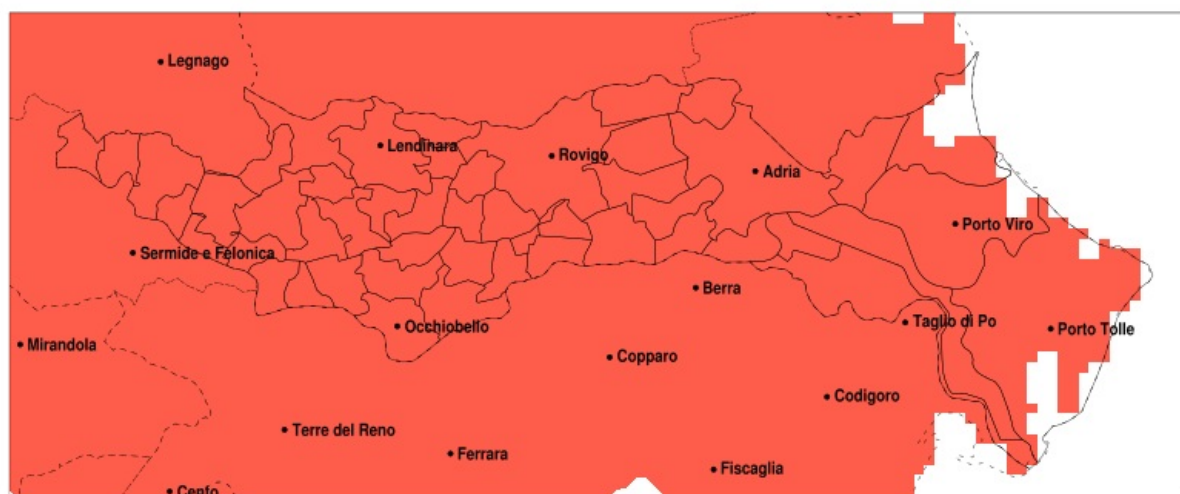 Legnago
Lendinara
Rovigo
Adria
Porto Viro
Sermide e Felonica
Berra
Taglio di Po
Porto Tolle
Occhiobello
Mirandola
Copparo
Codigoro
Terre del Reno
Ferrara
Fiscaglia
Cento